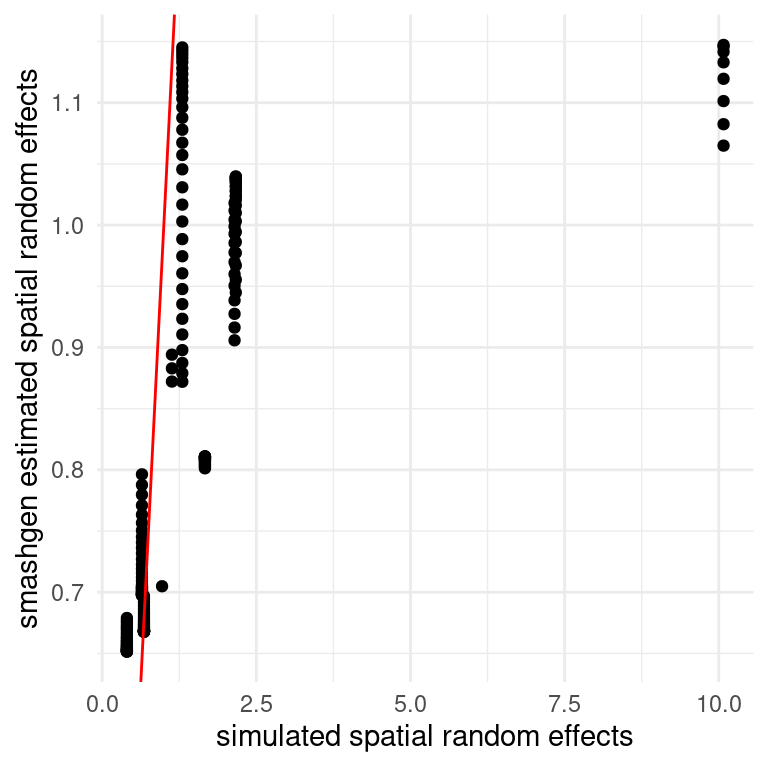 smashgen estimated spatial random effects
1.1
1.0
0.9
0.8
0.7
0.0 2.5 5.0 7.5 10.0
simulated spatial random effects